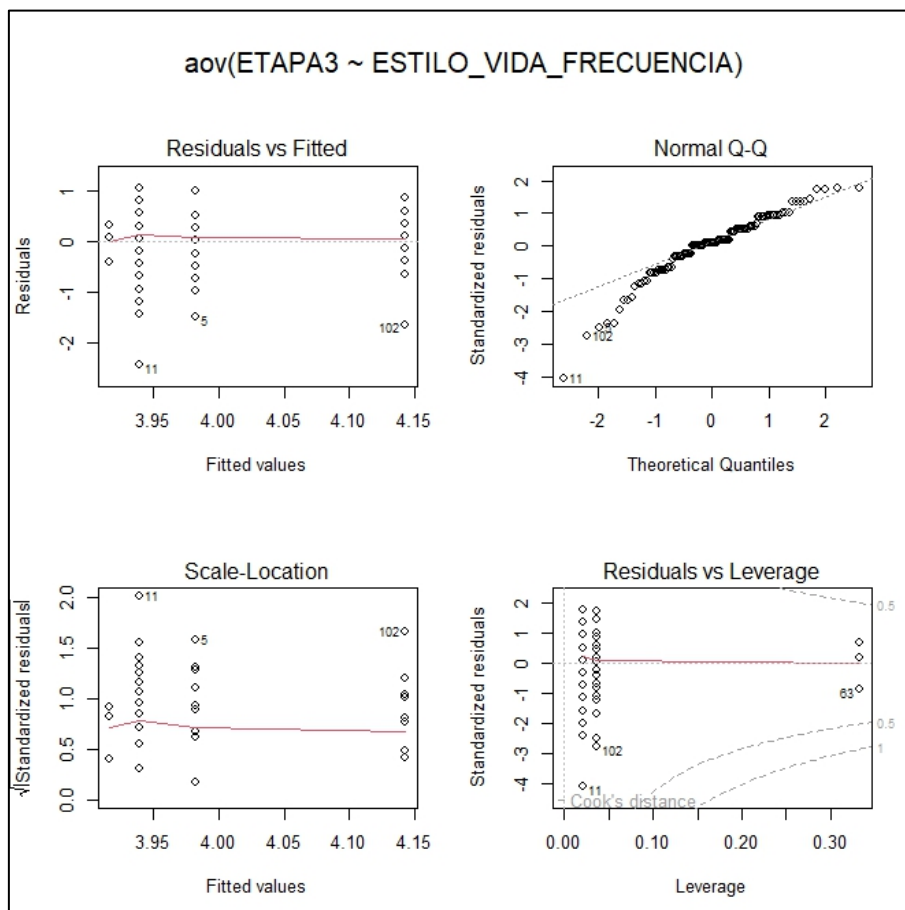 aov(ETAPA3 ~ ESTILO_VIDA_FRECUENCIA)
Residuals vs Fitted
Residuals
1
0
-1
-2
5
102
11
3.95 4.00 4.05 4.10 4.15
Fitted values
Normal Q-Q
Standardized residuals
2
1
0
-1
-2
-3
-4
102
11
-2 -1 0 1 2
Theoretical Quantiles
Scale-Location
√|Standardized residuals|
2.0
1.5
1.0
0.5
0.0
11
5
102
3.95 4.00 4.05 4.10 4.15
Fitted values
Residuals vs Leverage
Standardized residuals
2
1
0
-1
-2
-3
-4
0.5
63
0.5
102
1
11
Cook's distance
0.00 0.10 0.20 0.30
Leverage